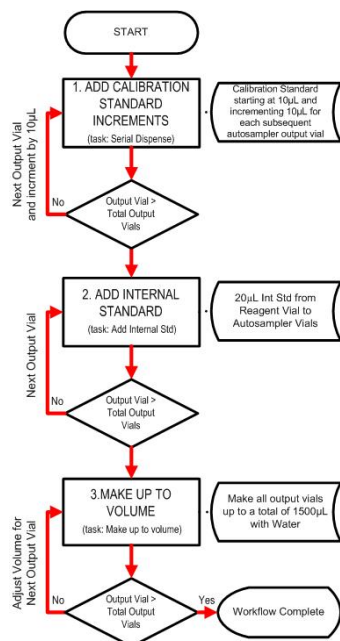 START
1. ADD CALIBRATION
STANDARD
INCREMENTS
(task: Serial Dispense)
Calibration Standard
starting at 10µL and
incrementing 10µL for
each subsequent
autosampler output vial
Next Output Vial
and incrment by 10µL
No
Output Vial >
Total Output
Vials
2. ADD INTERNAL
STANDARD
(task: Add Internal Std)
20µL Int Std from
Reagent Vial to
Autosampler Vials
Next Output Vial
No
Output Vial >
Total Output
Vials
3.MAKE UP TO
VOLUME
(task: Make up to volume)
Make all output vials
up to a total of 1500µL
with Water
Adjust Volume for
Next Output Vial
No
Output Vial >
Total Output
Vials
Yes
Workflow Complete